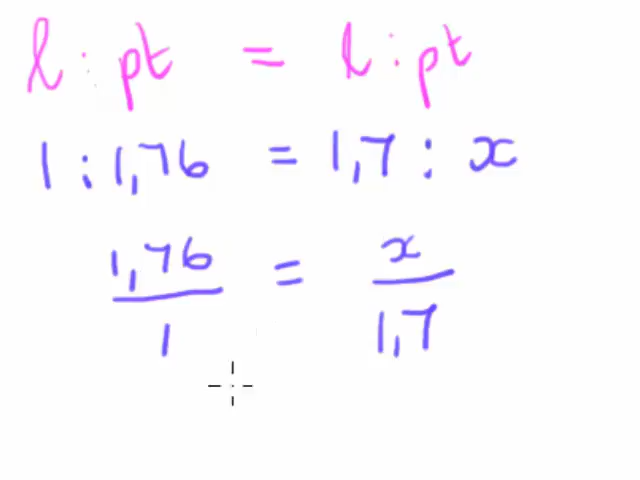 l : pt = l : pt
1 : 1,76 = 1,7 : x
1,76/1 = x/1,7